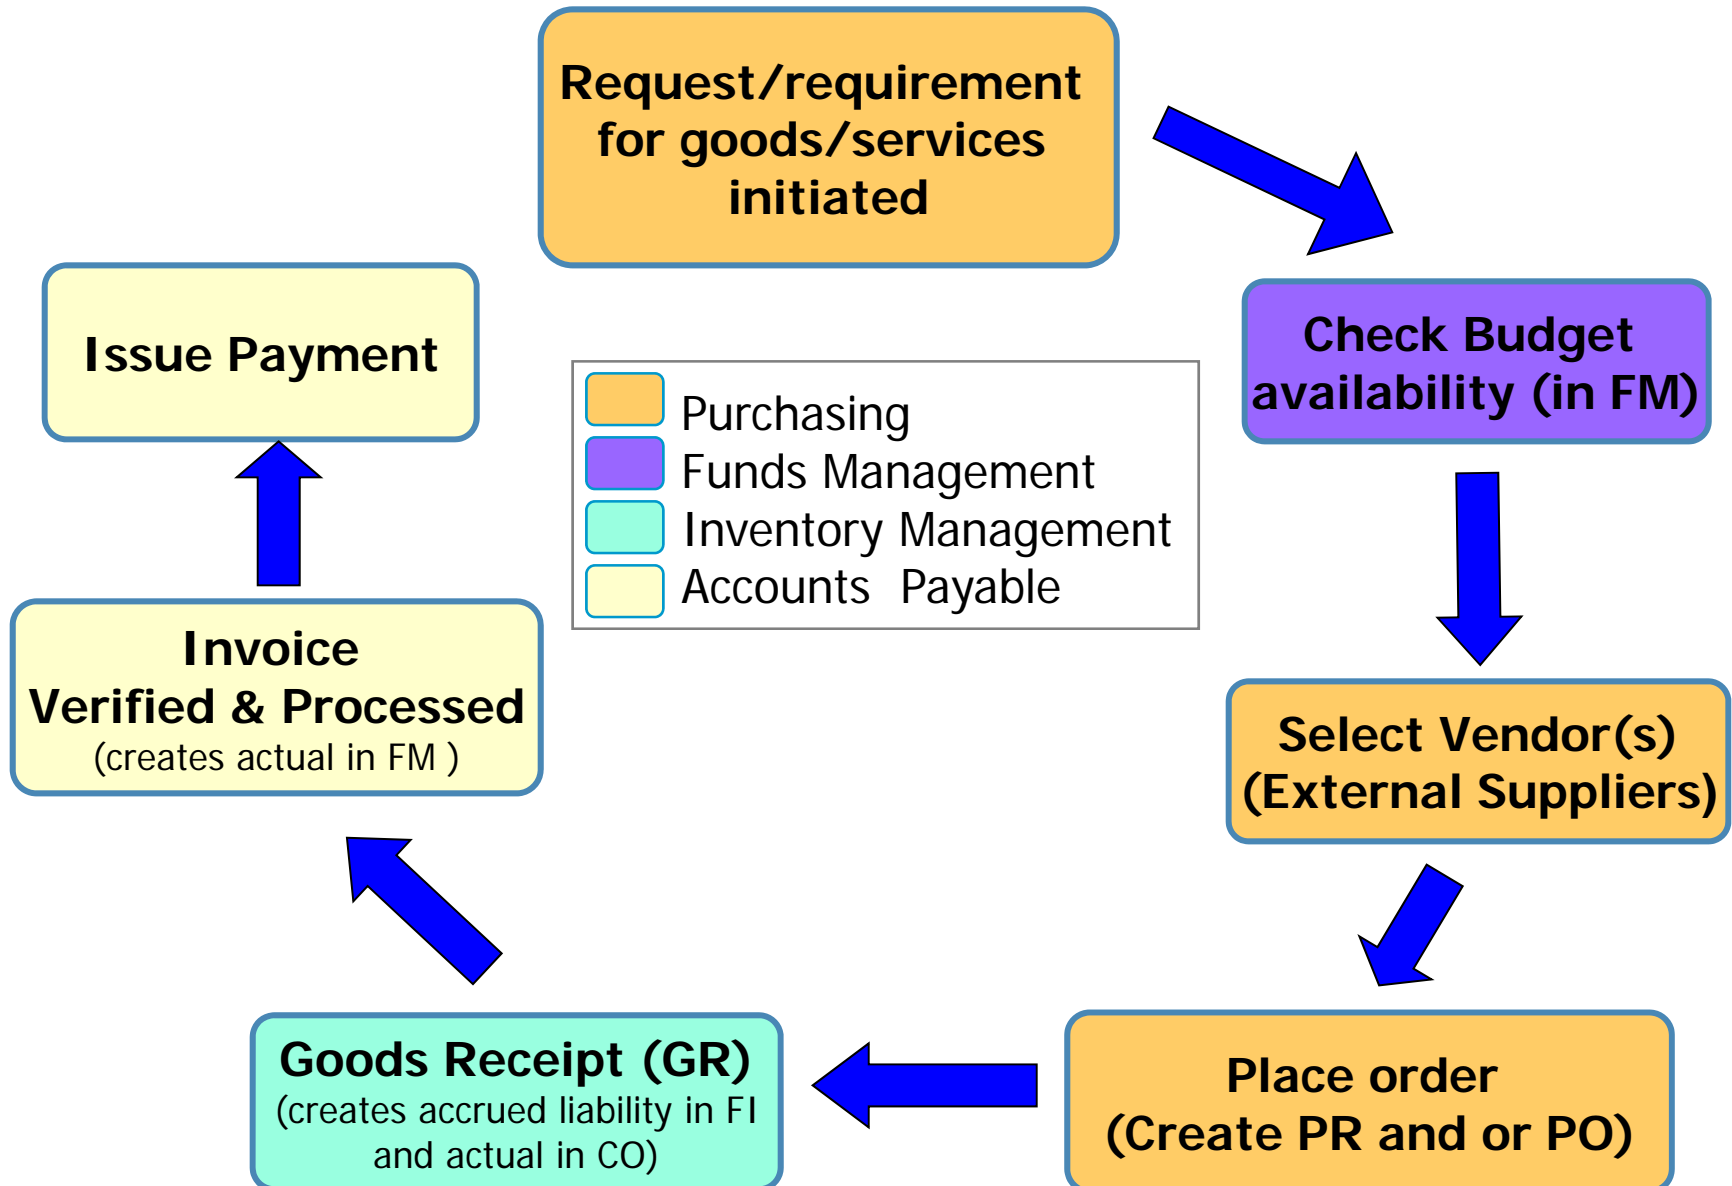 Request/requirement
for goods/services
initiated
Check Budget
availability (in FM)
Select Vendor(s)
(External Suppliers)
Place order
(Create PR and or PO)
Goods Receipt (GR)
(creates accrued liability in FI
and actual in CO)
Invoice
Verified & Processed
(creates actual in FM )
Issue Payment
Purchasing
Funds Management
Inventory Management
Accounts Payable